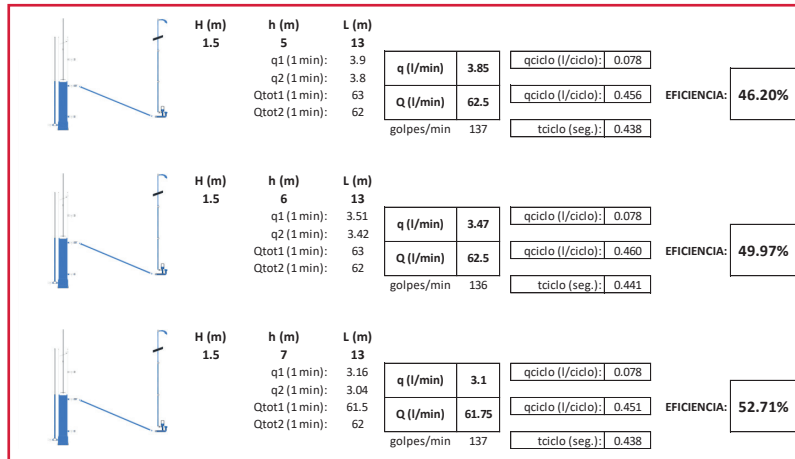 H (m) h (m) L (m)
1.5 5 13
q1 (1 min): 3.9
q2 (1 min): 3.8
Qtot1 (1 min): 63
Qtot2 (1 min): 62
q (l/min) 3.85
Q (l/min) 62.5
golpes/min 137
qciclo (l/ciclo): 0.078
qciclo (l/ciclo): 0.456
tciclo (seg.): 0.438
EFICIENCIA: 46.20%
H (m) h (m) L (m)
1.5 6 13
q1 (1 min): 3.51
q2 (1 min): 3.42
Qtot1 (1 min): 63
Qtot2 (1 min): 62
q (l/min) 3.47
Q (l/min) 62.5
golpes/min 136
qciclo (l/ciclo): 0.078
qciclo (l/ciclo): 0.460
tciclo (seg.): 0.441
EFICIENCIA: 49.97%
H (m) h (m) L (m)
1.5 7 13
q1 (1 min): 3.16
q2 (1 min): 3.04
Qtot1 (1 min): 61.5
Qtot2 (1 min): 62
q (l/min) 3.1
Q (l/min) 61.75
golpes/min 137
qciclo (l/ciclo): 0.078
qciclo (l/ciclo): 0.451
tciclo (seg.): 0.438
EFICIENCIA: 52.71%